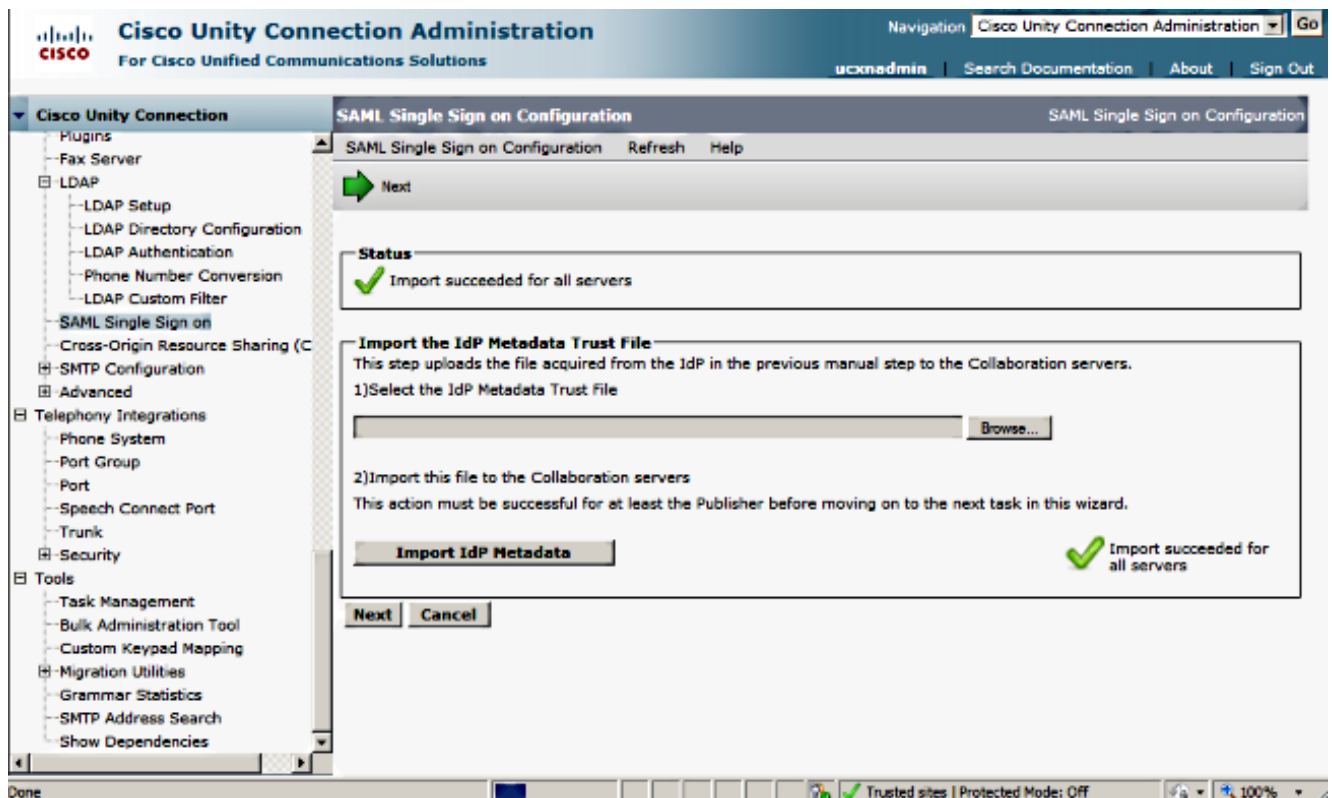 cisco
Cisco Unity Connection Administration
For Cisco Unified Communications Solutions
Navigation Cisco Unity Connection Administration Go
ucxnadmin | Search Documentation | About | Sign Out
Cisco Unity Connection
Plugins
Fax Server
LDAP
LDAP Setup
LDAP Directory Configuration
LDAP Authentication
Phone Number Conversion
LDAP Custom Filter
SAML Single Sign on
Cross-Origin Resource Sharing (C
SMTP Configuration
Advanced
Telephony Integrations
Phone System
Port Group
Port
Speech Connect Port
Trunk
Security
Tools
Task Management
Bulk Administration Tool
Custom Keypad Mapping
Migration Utilities
Grammar Statistics
SMTP Address Search
Show Dependencies
SAML Single Sign on Configuration
SAML Single Sign on Configuration
SAML Single Sign on Configuration Refresh Help
Next
Status
Import succeeded for all servers
Import the IdP Metadata Trust File
This step uploads the file acquired from the IdP in the previous manual step to the Collaboration servers.
1)Select the IdP Metadata Trust File
Browse...
2)Import this file to the Collaboration servers
This action must be successful for at least the Publisher before moving on to the next task in this wizard.
Import IdP Metadata
Import succeeded for
all servers
Next Cancel
Done
Trusted sites | Protected Mode: Off
100%